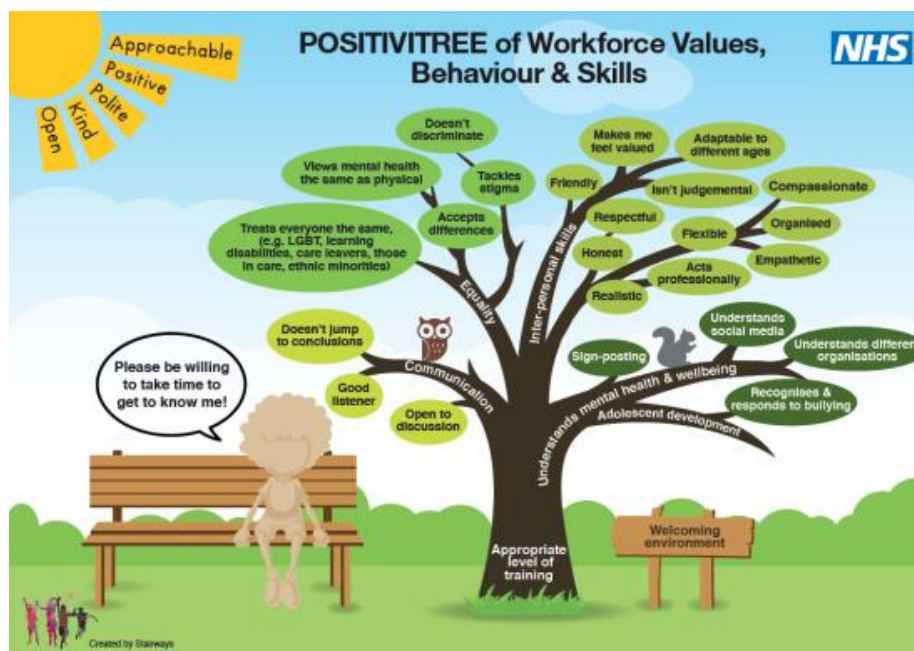 POSITIVITREE of Workforce Values,
Behaviour & Skills
NHS
Approachable
Positive
Polite
Kind
Open
Doesn't
discriminate
Views mental health
the same as physical
Tackles
stigma
Accepts
differences
Treats everyone the same,
(e.g. LGBT, learning
disabilities, care leavers, those
in care, ethnic minorities)
Equality
Makes me
feel valued
Adaptable to
different ages
Friendly
Isn't judgemental
Compassionate
Respectful
Organised
Flexible
Honest
Empathetic
Acts
professionally
Realistic
Inter-personal skills
Doesn't jump
to conclusions
Good
listener
Open to
discussion
Communication
Understands
social media
Sign-posting
Understands different
organisations
Recognises &
responds to bullying
Understands mental health & wellbeing
Adolescent development
Please be willing
to take time to
get to know me!
Appropriate
level of
training
Welcoming
environment
Created by Stairways